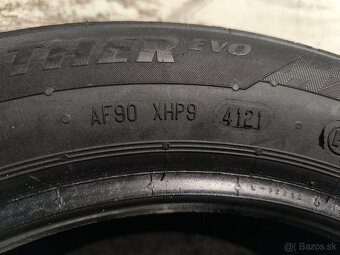 THER EVO
AF90 XHP9 4121
Bazos.sk